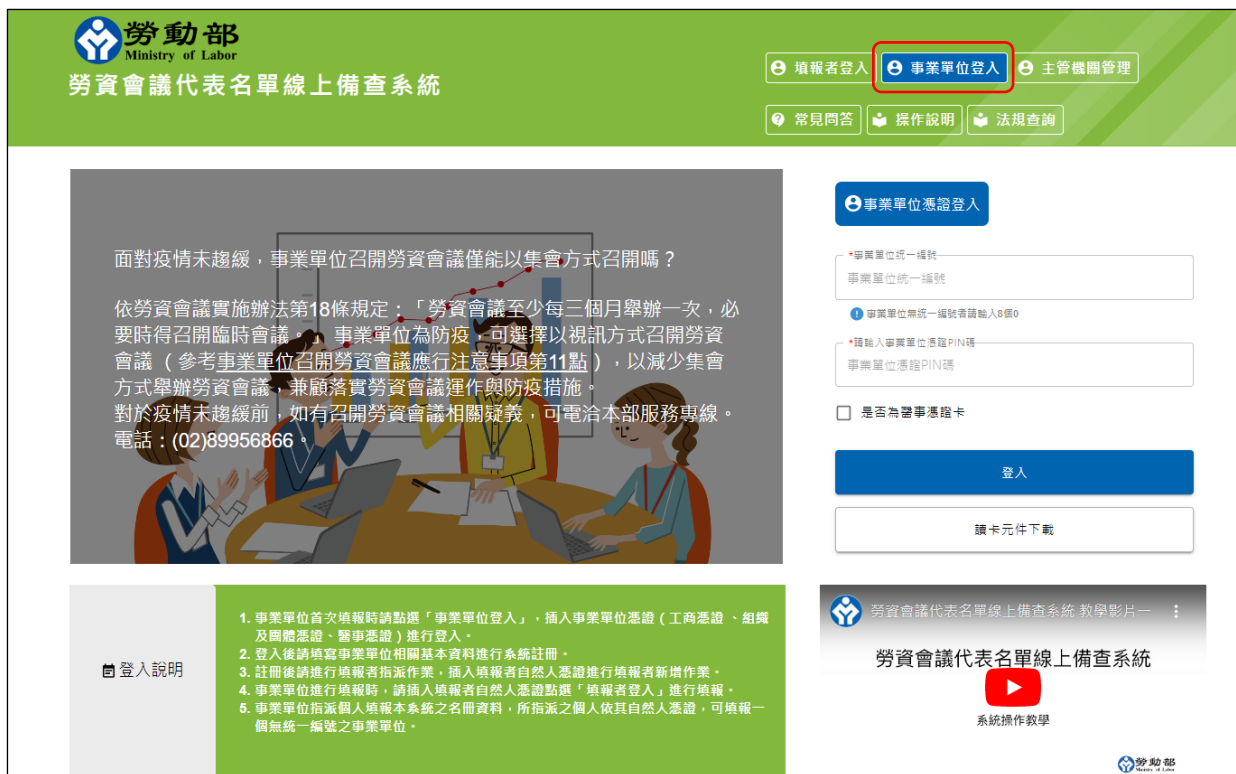 勞動部
Ministry of Labor
勞資會議代表名單線上備查系統
填報者登入
事業單位登入
主管機關管理
常見問答
操作說明
法規查詢
面對疫情未趨緩，事業單位召開勞資會議僅能以集會方式召開嗎？
依勞資會議實施辦法第18條規定：「勞資會議至少每三個月舉辦一次，必
要時得召開臨時會議。」事業單位為防疫，可選擇以視訊方式召開勞資
會議（參考事業單位召開勞資會議應行注意事項第11點），以減少集會
方式舉辦勞資會議，兼顧落實勞資會議運作與防疫措施。
對於疫情未趨緩前，如有召開勞資會議相關疑義，可電洽本部服務專線。
電話：(02)89956866。
事業單位憑證登入
*事業單位統一編號
事業單位統一編號
事業單位無統一編號者請輸入8個0
*請輸入事業單位憑證PIN碼
事業單位憑證PIN碼
是否為醫事憑證卡
登入
讀卡元件下載
登入說明
1. 事業單位首次填報時請點選「事業單位登入」，插入事業單位憑證(工商憑證、組織
及團體憑證、醫事憑證)進行登入。
2. 登入後請填寫事業單位相關基本資料進行系統註冊。
3. 註冊後請進行填報者指派作業，插入填報者自然人憑證進行填報者新增作業。
4. 事業單位進行填報時，請插入填報者自然人憑證點選「填報者登入」進行填報。
5. 事業單位指派個人填報本系統之名冊資料，所指派之個人依其自然人憑證，可填報一
個無統一編號之事業單位。
勞資會議代表名單線上備查系統 教學影片一
勞資會議代表名單線上備查系統
系統操作教學
勞動部
Ministry of Labor